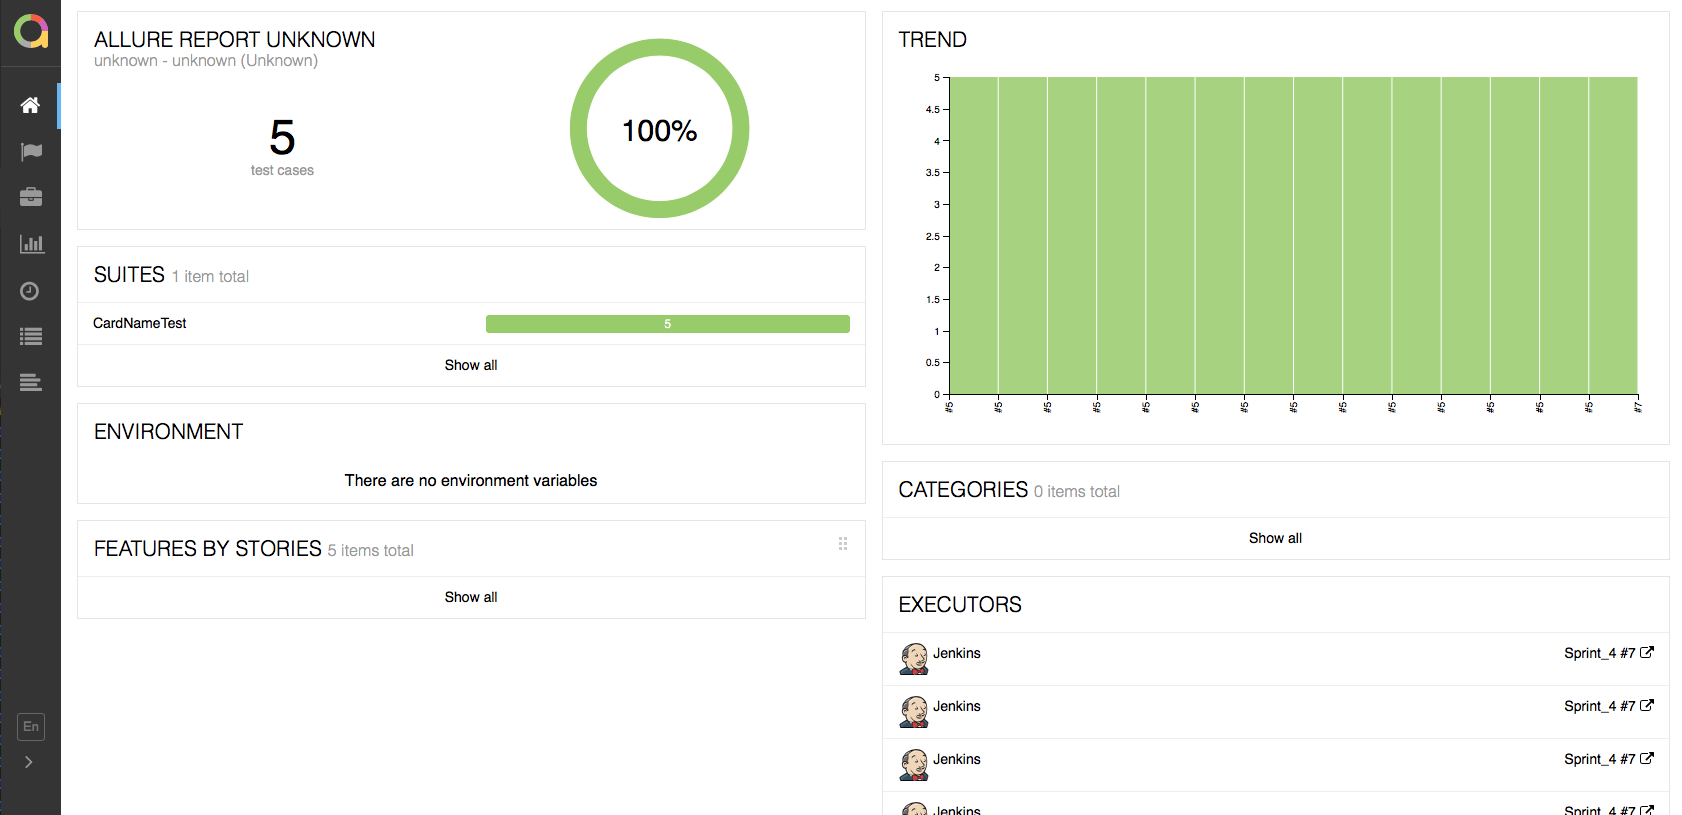 ALLURE REPORT UNKNOWN
unknown - unknown (Unknown)
5
test cases
100%
SUITES 1 item total
CardNameTest 5
Show all
ENVIRONMENT
There are no environment variables
FEATURES BY STORIES 5 items total
Show all
En
TREND
5
4.5
4
3.5
3
2.5
2
1.5
1
0.5
0
#5 #5 #5 #5 #5 #5 #5 #5 #5 #5 #5 #5 #5 #5 #7
CATEGORIES 0 items total
Show all
EXECUTORS
Jenkins Sprint_4 #7
Jenkins Sprint_4 #7
Jenkins Sprint_4 #7
Jenkins Sprint_4 #7